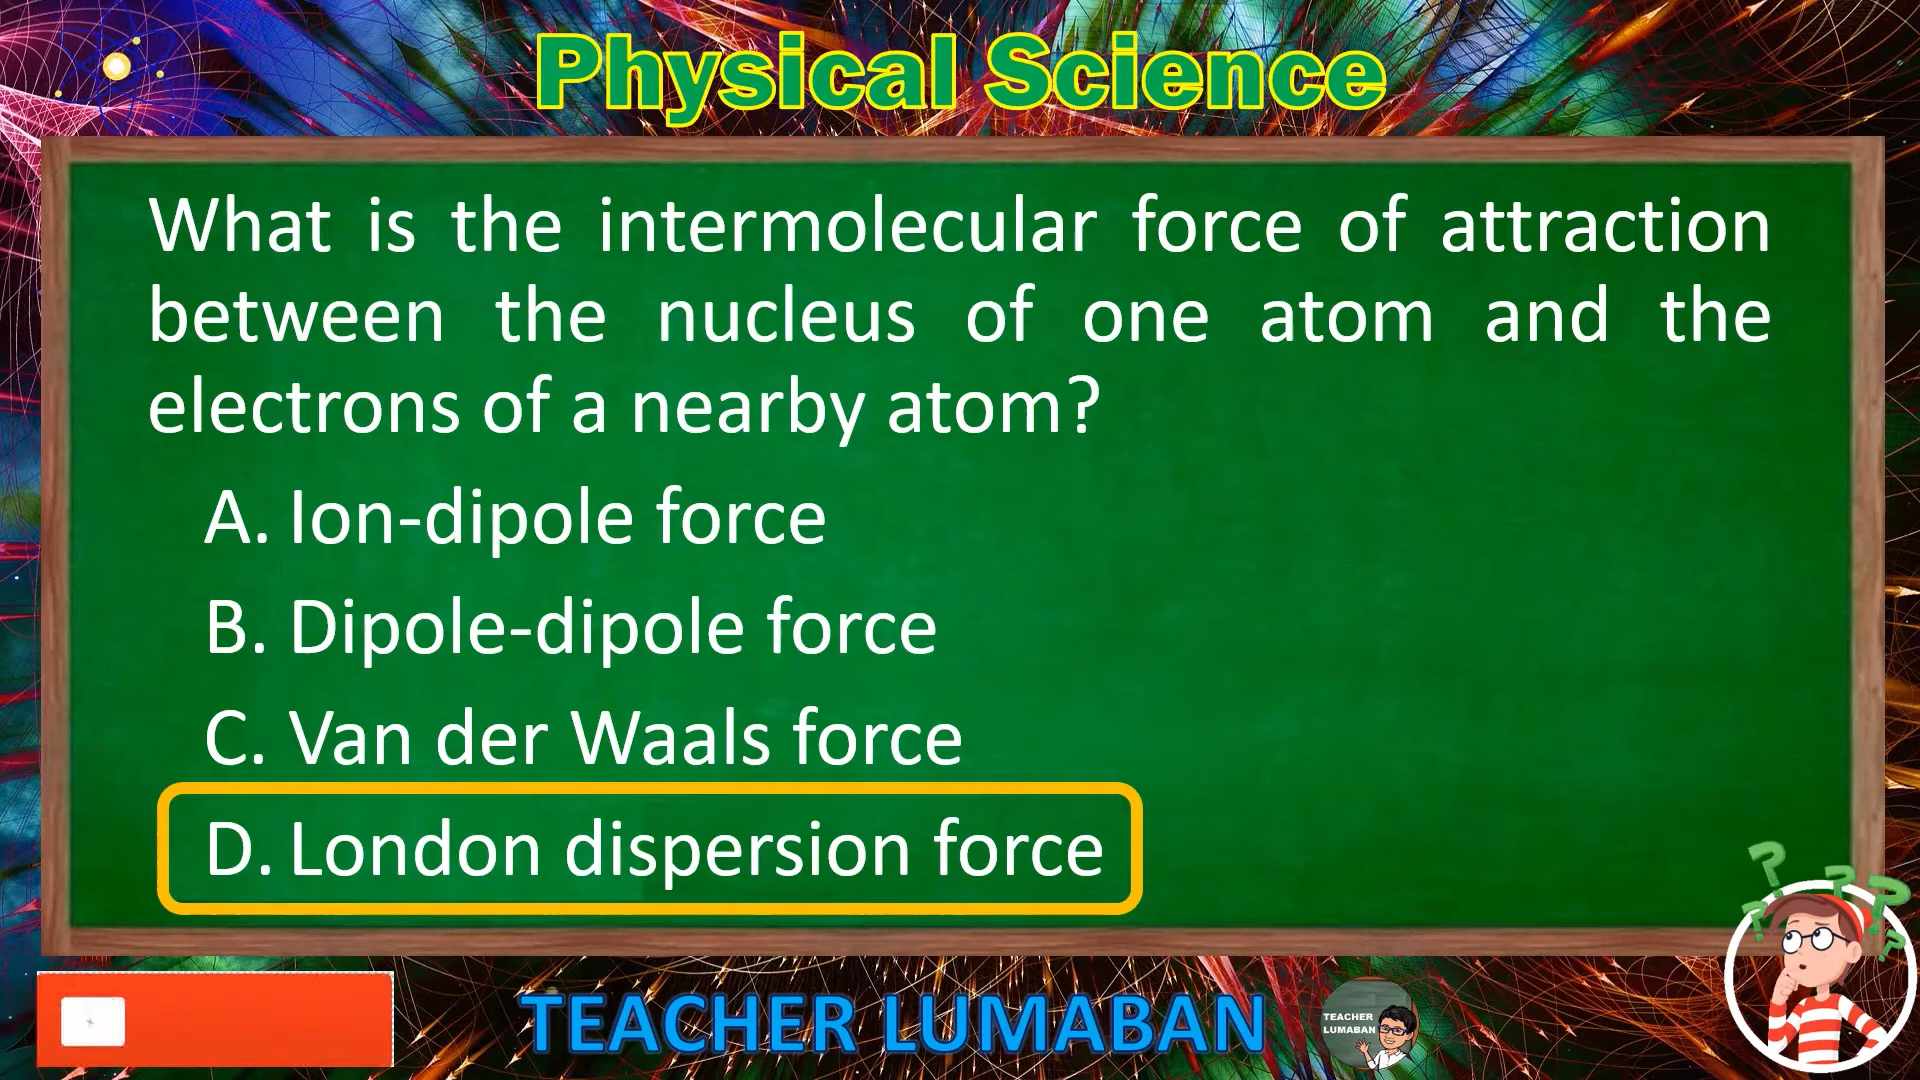 Physical Science
What is the intermolecular force of attraction
between the nucleus of one atom and the
electrons of a nearby atom?
A. Ion-dipole force
B. Dipole-dipole force
C. Van der Waals force
D. London dispersion force
TEACHER LUMABAN
TEACHER
LUMABAN